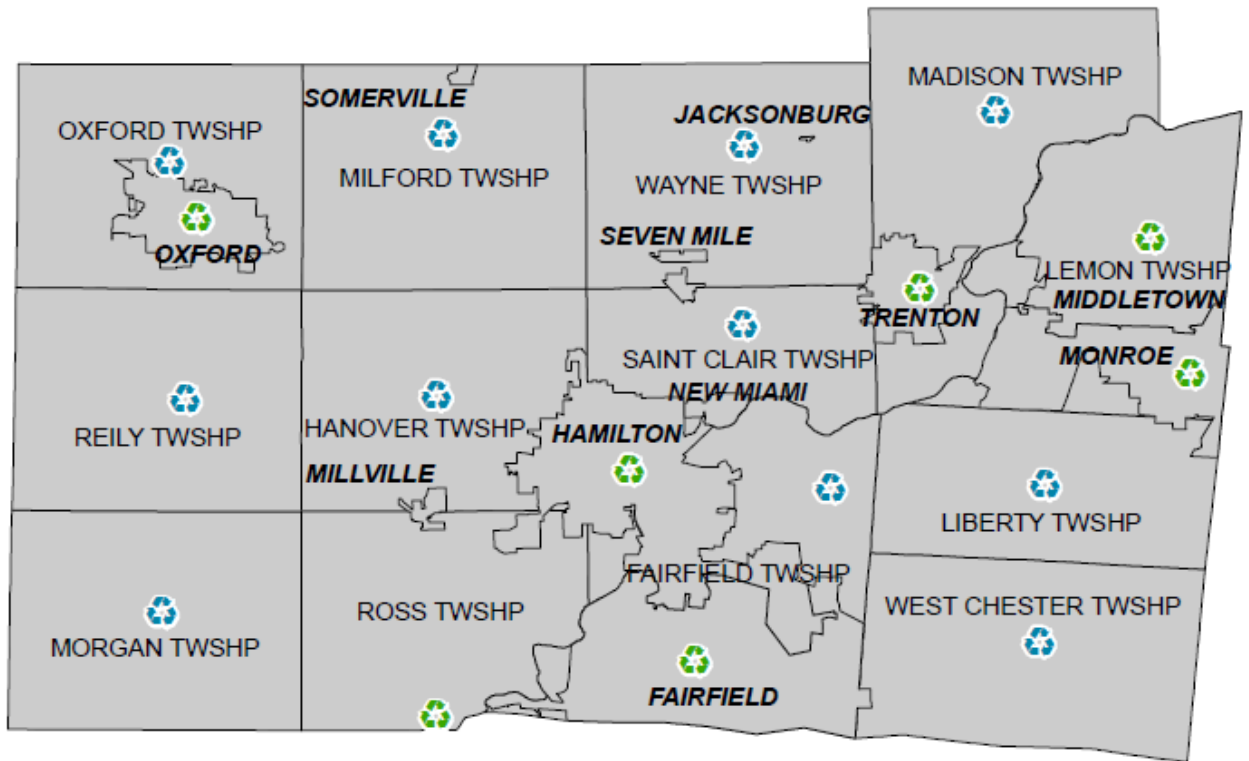 MADISON TWSHP
SOMERVILLE
JACKSONBURG
OXFORD TWSHP
MILFORD TWSHP
WAYNE TWSHP
SEVEN MILE
OXFORD
LEMON TWSHP
MIDDLETOWN
TRENTON
SAINT CLAIR TWSHP
MONROE
NEW MIAMI
REILY TWSHP
HANOVER TWSHP
HAMILTON
MILLVILLE
LIBERTY TWSHP
FAIRFIELD TWSHP
ROSS TWSHP
WEST CHESTER TWSHP
MORGAN TWSHP
FAIRFIELD